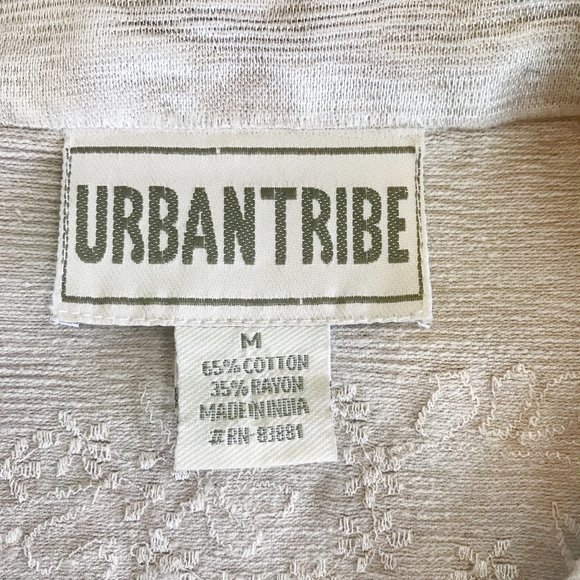 URBANTRIBE
M
65% COTTON
35% RAYON
MADE IN INDIA
#RN-83881